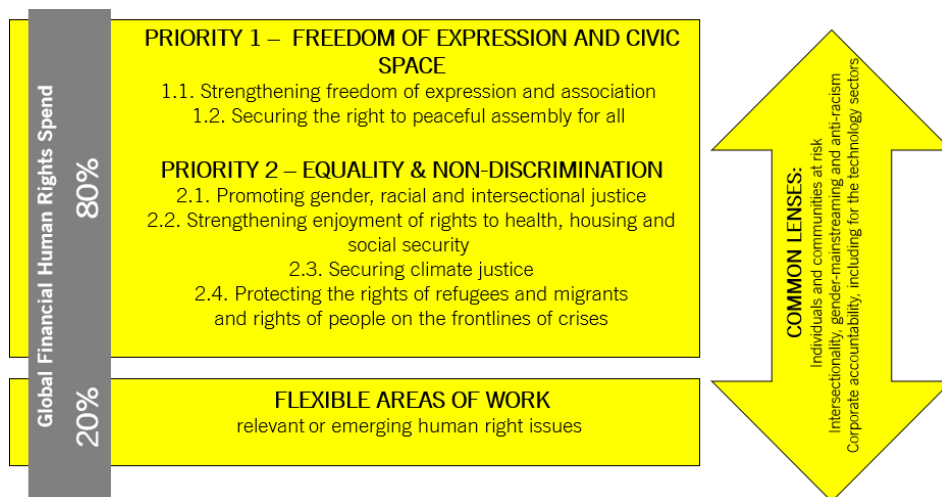 Global Financial Human Rights Spend
80%
20%
PRIORITY 1 – FREEDOM OF EXPRESSION AND CIVIC
SPACE
1.1. Strengthening freedom of expression and association
1.2. Securing the right to peaceful assembly for all
PRIORITY 2 – EQUALITY & NON-DISCRIMINATION
2.1. Promoting gender, racial and intersectional justice
2.2. Strengthening enjoyment of rights to health, housing and
social security
2.3. Securing climate justice
2.4. Protecting the rights of refugees and migrants
and rights of people on the frontlines of crises
FLEXIBLE AREAS OF WORK
relevant or emerging human right issues
COMMON LENSES:
Individuals and communities at risk
Intersectionality, gender-mainstreaming and anti-racism
Corporate accountability, including for the technology sectors